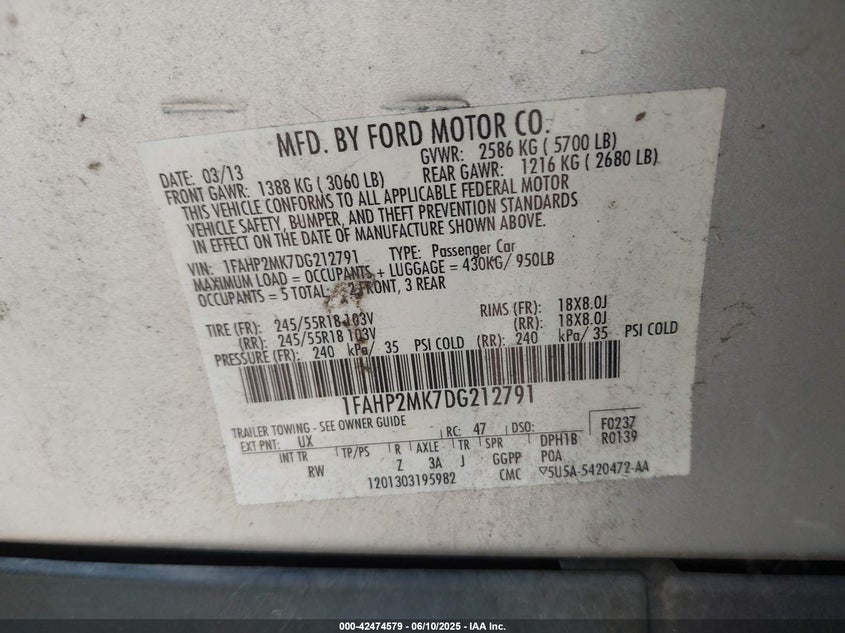 MFD. BY FORD MOTOR CO.
DATE: 03/13 GVWR: 2586 KG ( 5700 LB)
FRONT GAWR: 1388 KG ( 3060 LB) REAR GAWR: 1216 KG ( 2680 LB)
THIS VEHICLE CONFORMS TO ALL APPLICABLE FEDERAL MOTOR
VEHICLE SAFETY, BUMPER, AND THEFT PREVENTION STANDARDS
IN EFFECT ON THE DATE OF MANUFACTURE SHOWN ABOVE.
VIN: 1FAHP2MK7DG212791 TYPE: Passenger Car
MAXIMUM LOAD = OCCUPANTS + LUGGAGE = 430KG/ 950LB
OCCUPANTS = 5 TOTAL: 2 FRONT, 3 REAR
TIRE (FR): 245/55R18 103V RIMS (FR): 18X8.0J
(RR): 245/55R18 103V (RR): 18X8.0J
PRESSURE (FR): 240 kPa/ 35 PSI COLD (RR): 240 kPa/ 35 PSI COLD
1FAHP2MK7DG212791
TRAILER TOWING - SEE OWNER GUIDE
EXT PNT: UX RC: 47 DSO: F0237
INT TR TP/PS R AXLE TR SPR DPH1B R0139
RW Z 3A J GGPP POA
1201303195982 CMC ▽5U5A-5420472-AA
000-42474579 - 06/10/2025 - IAA Inc.